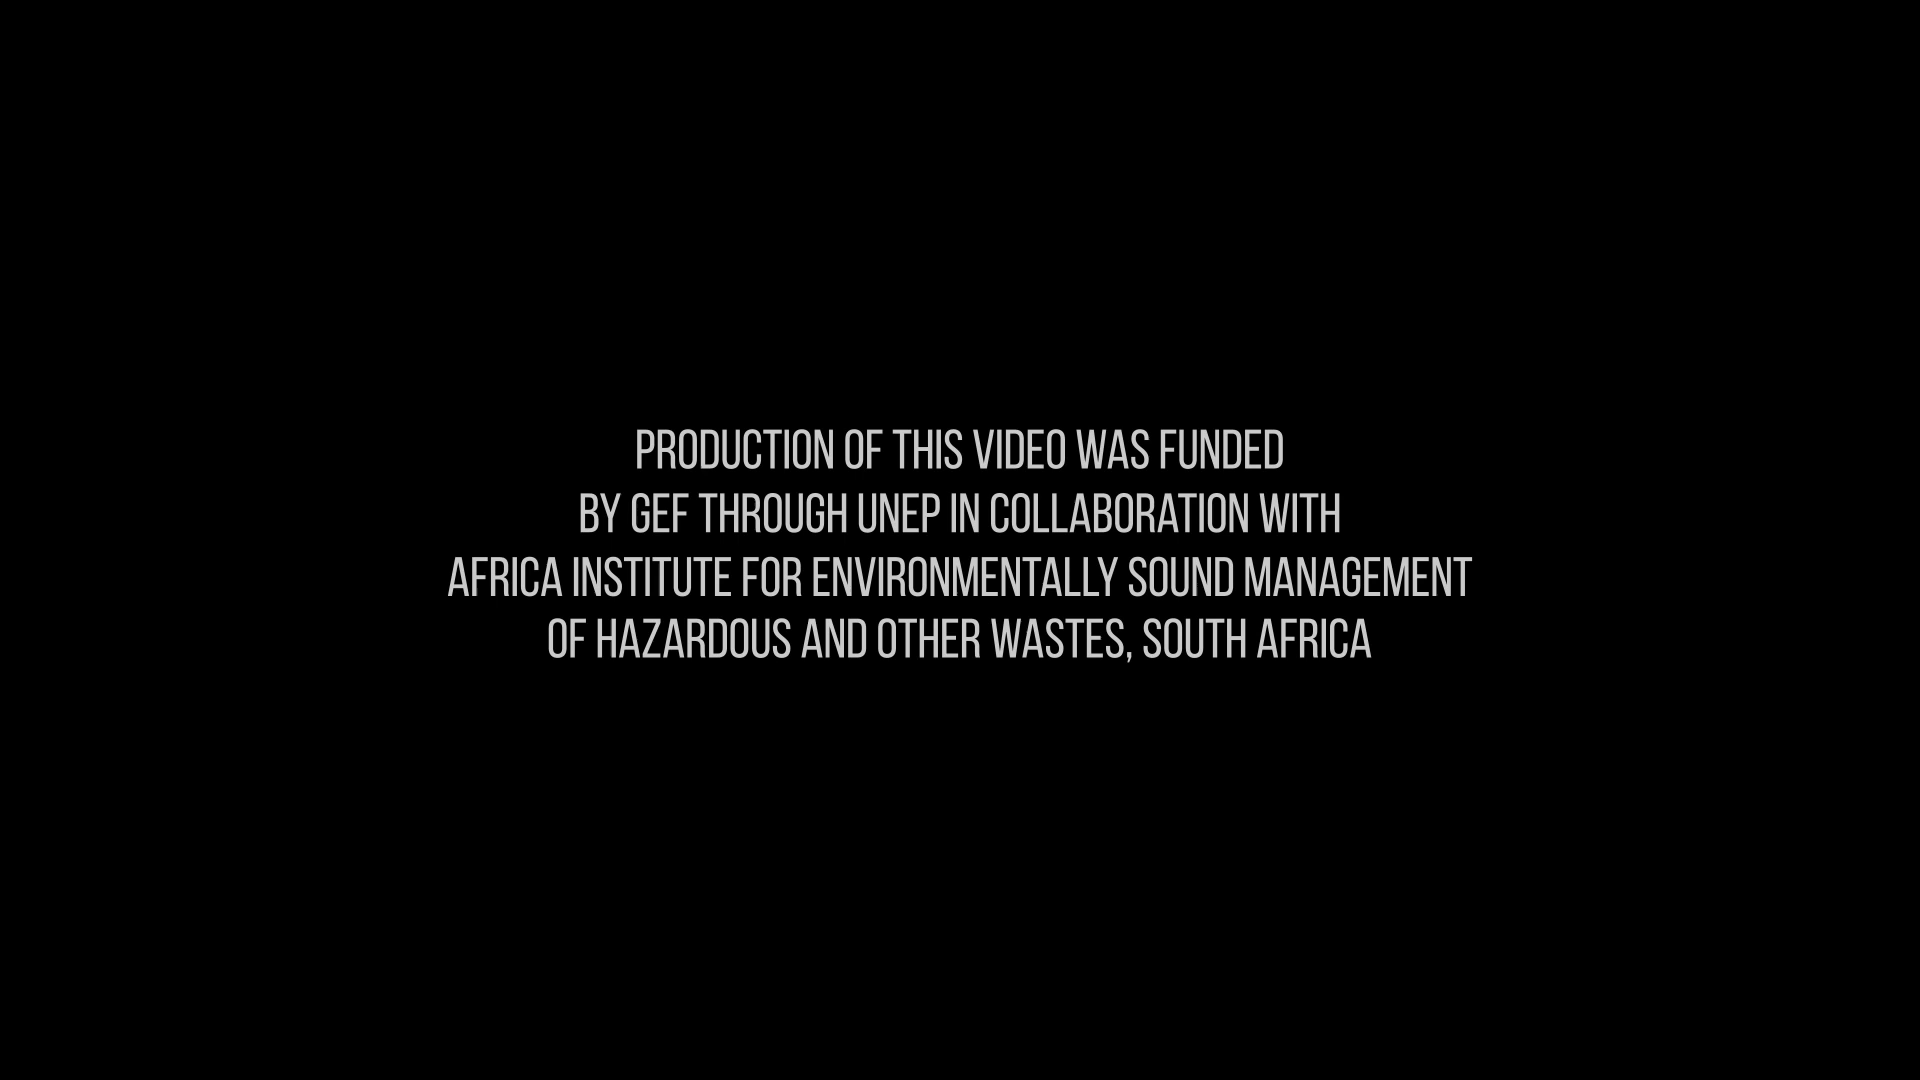 PRODUCTION OF THIS VIDEO WAS FUNDED
BY GEF THROUGH UNEP IN COLLABORATION WITH
AFRICA INSTITUTE FOR ENVIRONMENTALLY SOUND MANAGEMENT
OF HAZARDOUS AND OTHER WASTES, SOUTH AFRICA